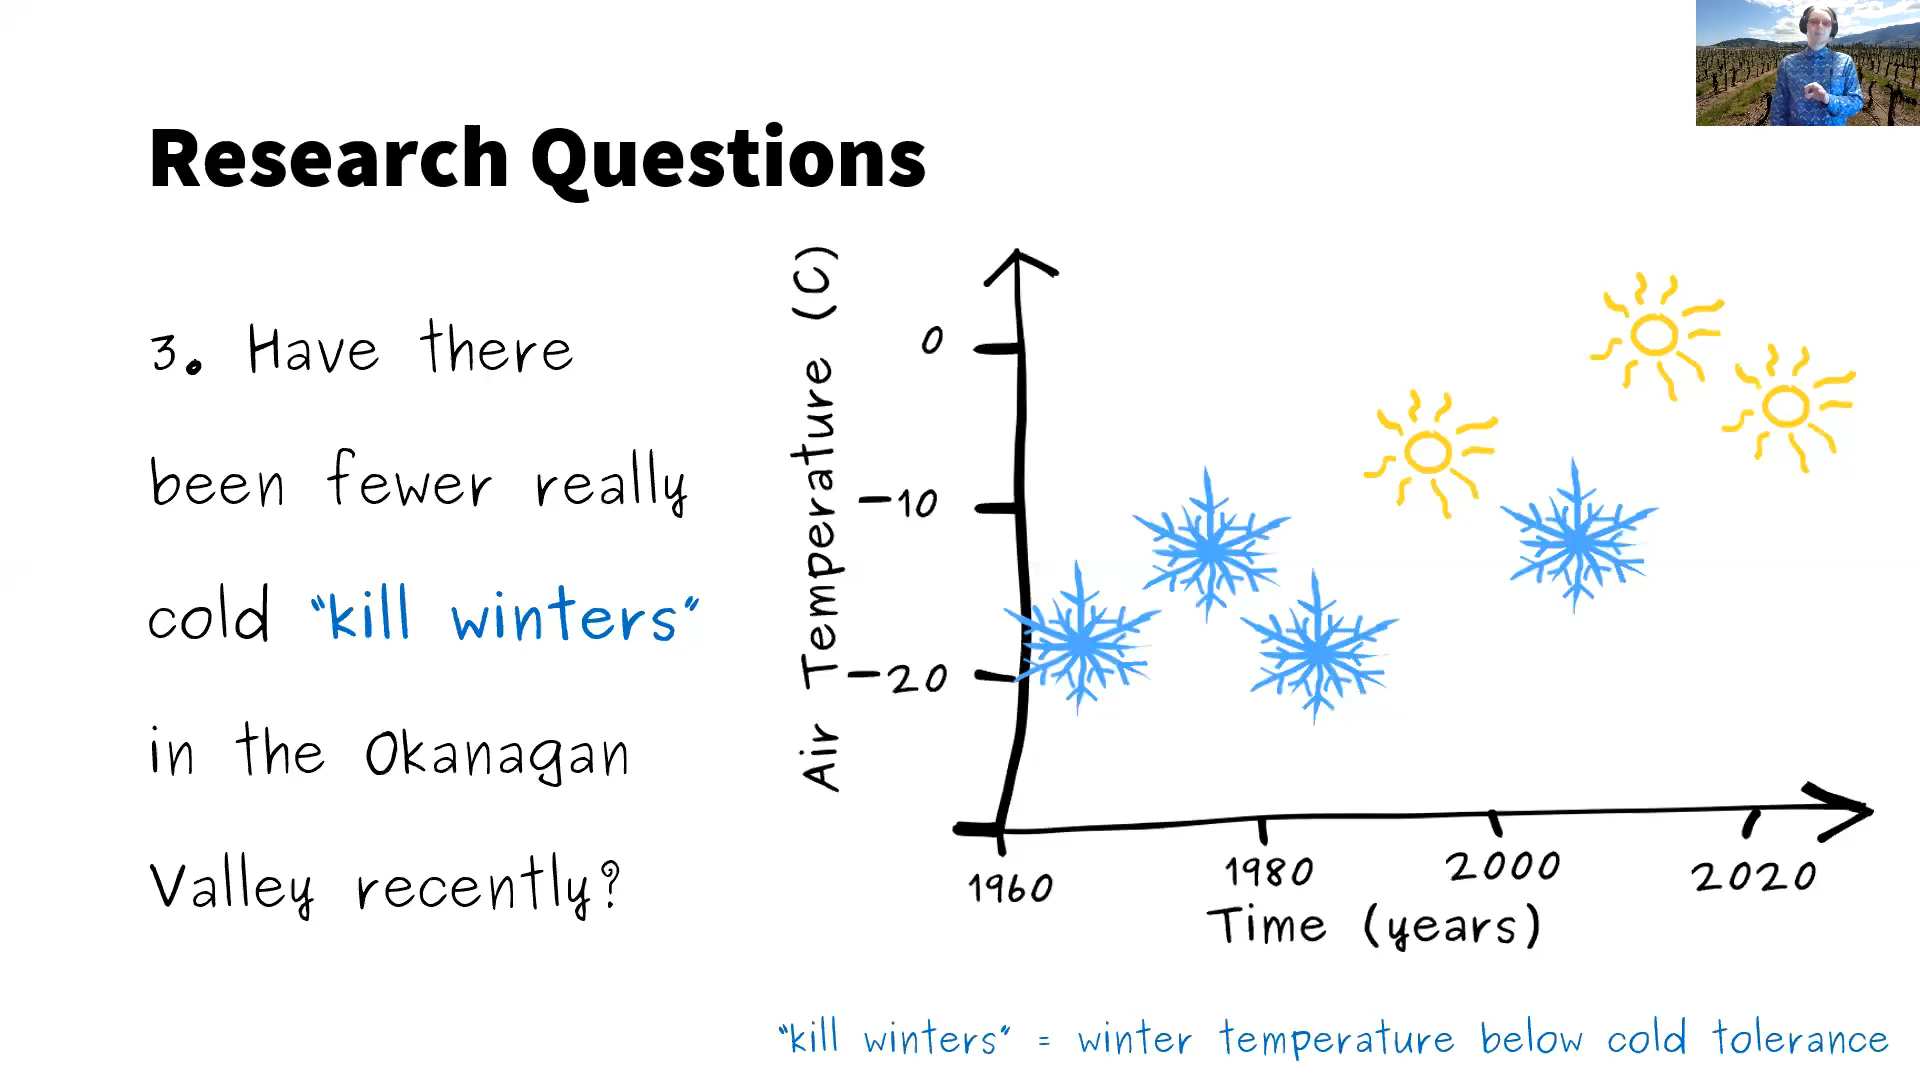 Research Questions
3. Have there
been fewer really
cold "kill winters"
in the Okanagan
Valley recently?
Air Temperature (C)
0
-10
-20
1960
1980
2000
2020
Time (years)
"kill winters" = winter temperature below cold tolerance